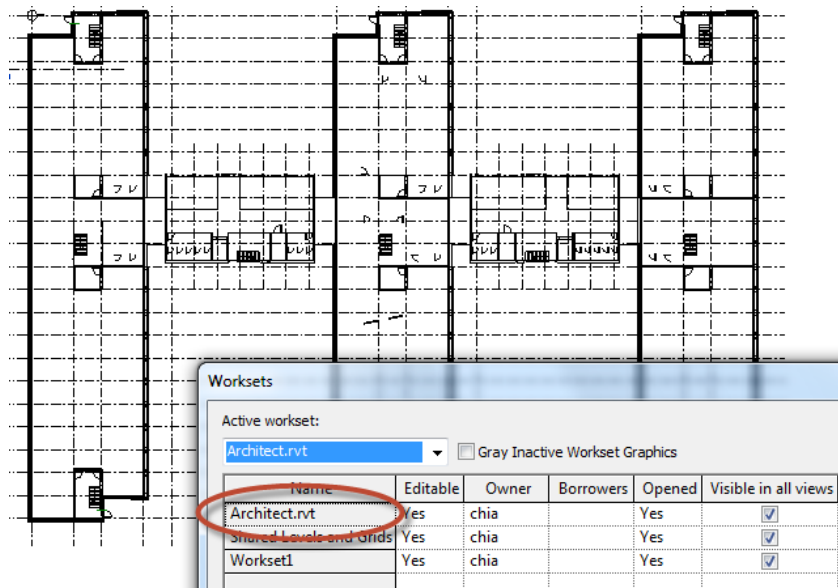 Worksets
Active workset:
Architect.rvt Gray Inactive Workset Graphics
Name Editable Owner Borrowers Opened Visible in all views
Architect.rvt Yes chia Yes
Shared Levels and Grids Yes chia Yes
Workset1 Yes chia Yes